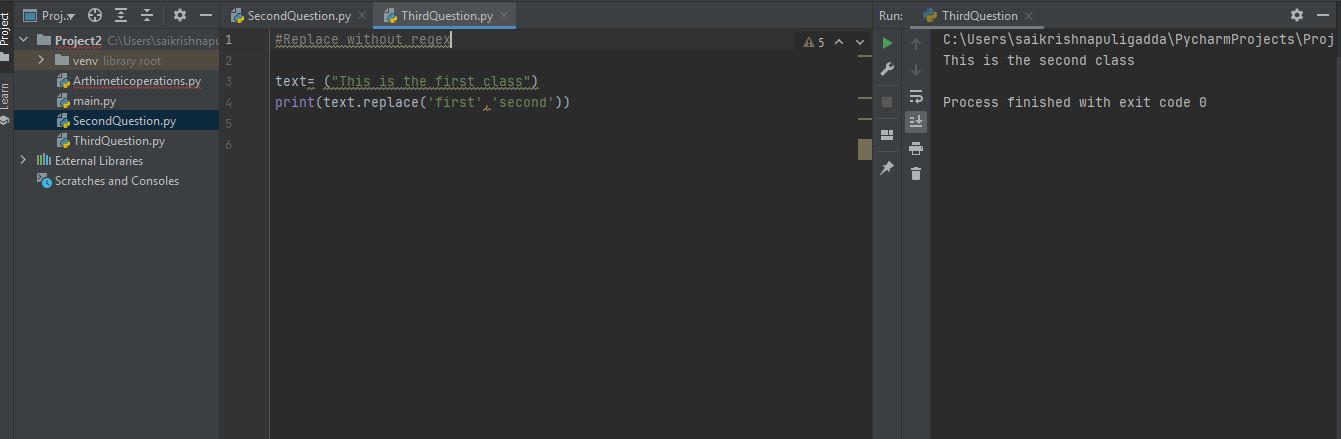 Project
Learn
Proj..
Project2 C:\Users\saikrishnapu
venv library root
Arthimeticoperations.py
main.py
SecondQuestion.py
ThirdQuestion.py
External Libraries
Scratches and Consoles
SecondQuestion.py
ThirdQuestion.py
1 #Replace without regex
5
2
3 text= ("This is the first class")
4 print(text.replace('first','second'))
5
6
Run: ThirdQuestion
C:\Users\saikrishnapuligadda\PycharmProjects\Proj
This is the second class
Process finished with exit code 0